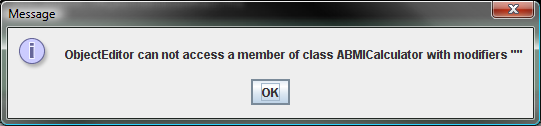 Message
ObjectEditor can not access a member of class ABMICalculator with modifiers ""
OK